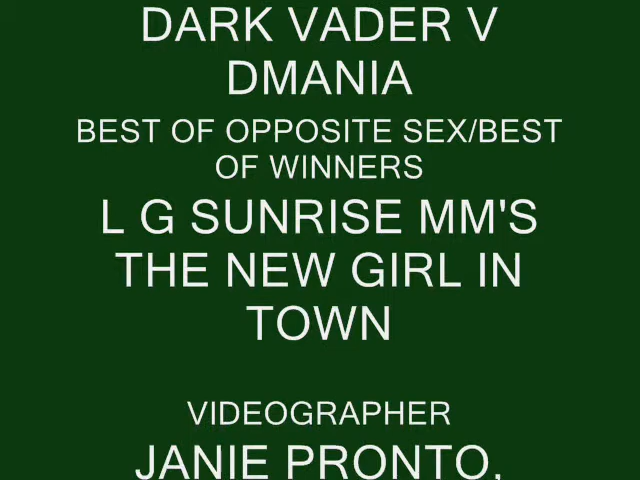 DARK VADER V
DMANIA
BEST OF OPPOSITE SEX/BEST
OF WINNERS
L G SUNRISE MM'S
THE NEW GIRL IN
TOWN
VIDEOGRAPHER
JANIE PRONTO,